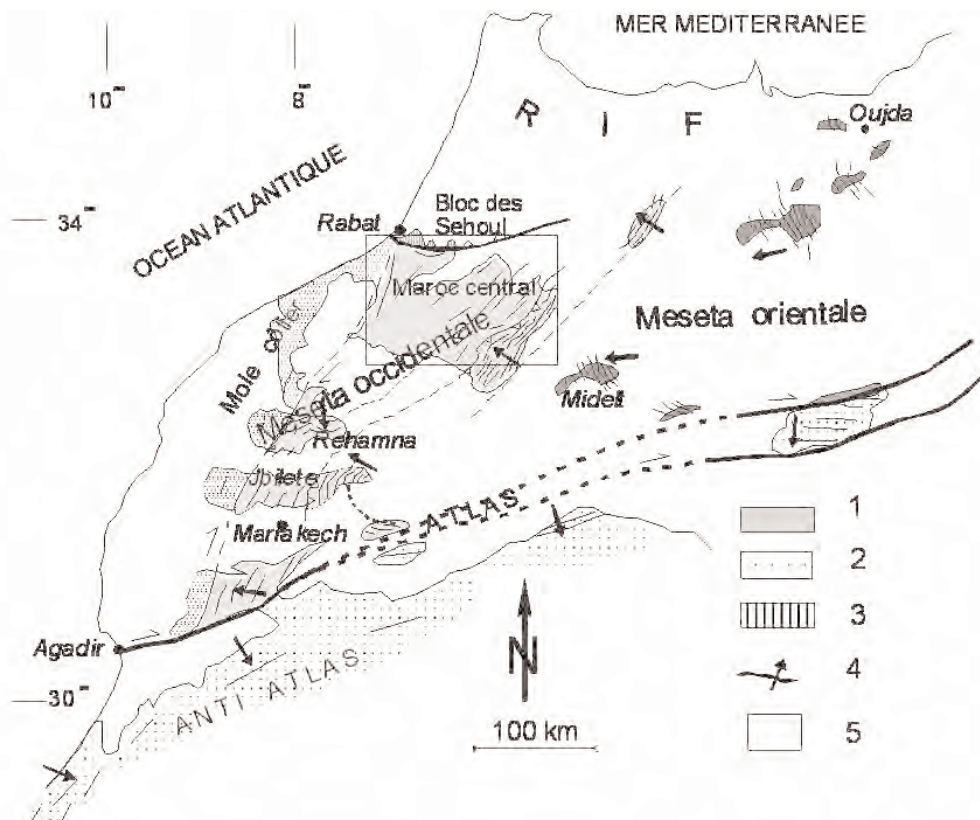 MER MEDITERRANEE
10°
8°
R I F
Oujda
OCEAN ATLANTIQUE
34°
Rabat
Bloc des
Sehoul
Maroc central
Meseta orientale
Mole côtier
Meseta occidentale
Midelt
Rehamna
Jbilete
Marrakech
ATLAS
1
2
3
4
5
N
100 km
Agadir
ANTI ATLAS
30°